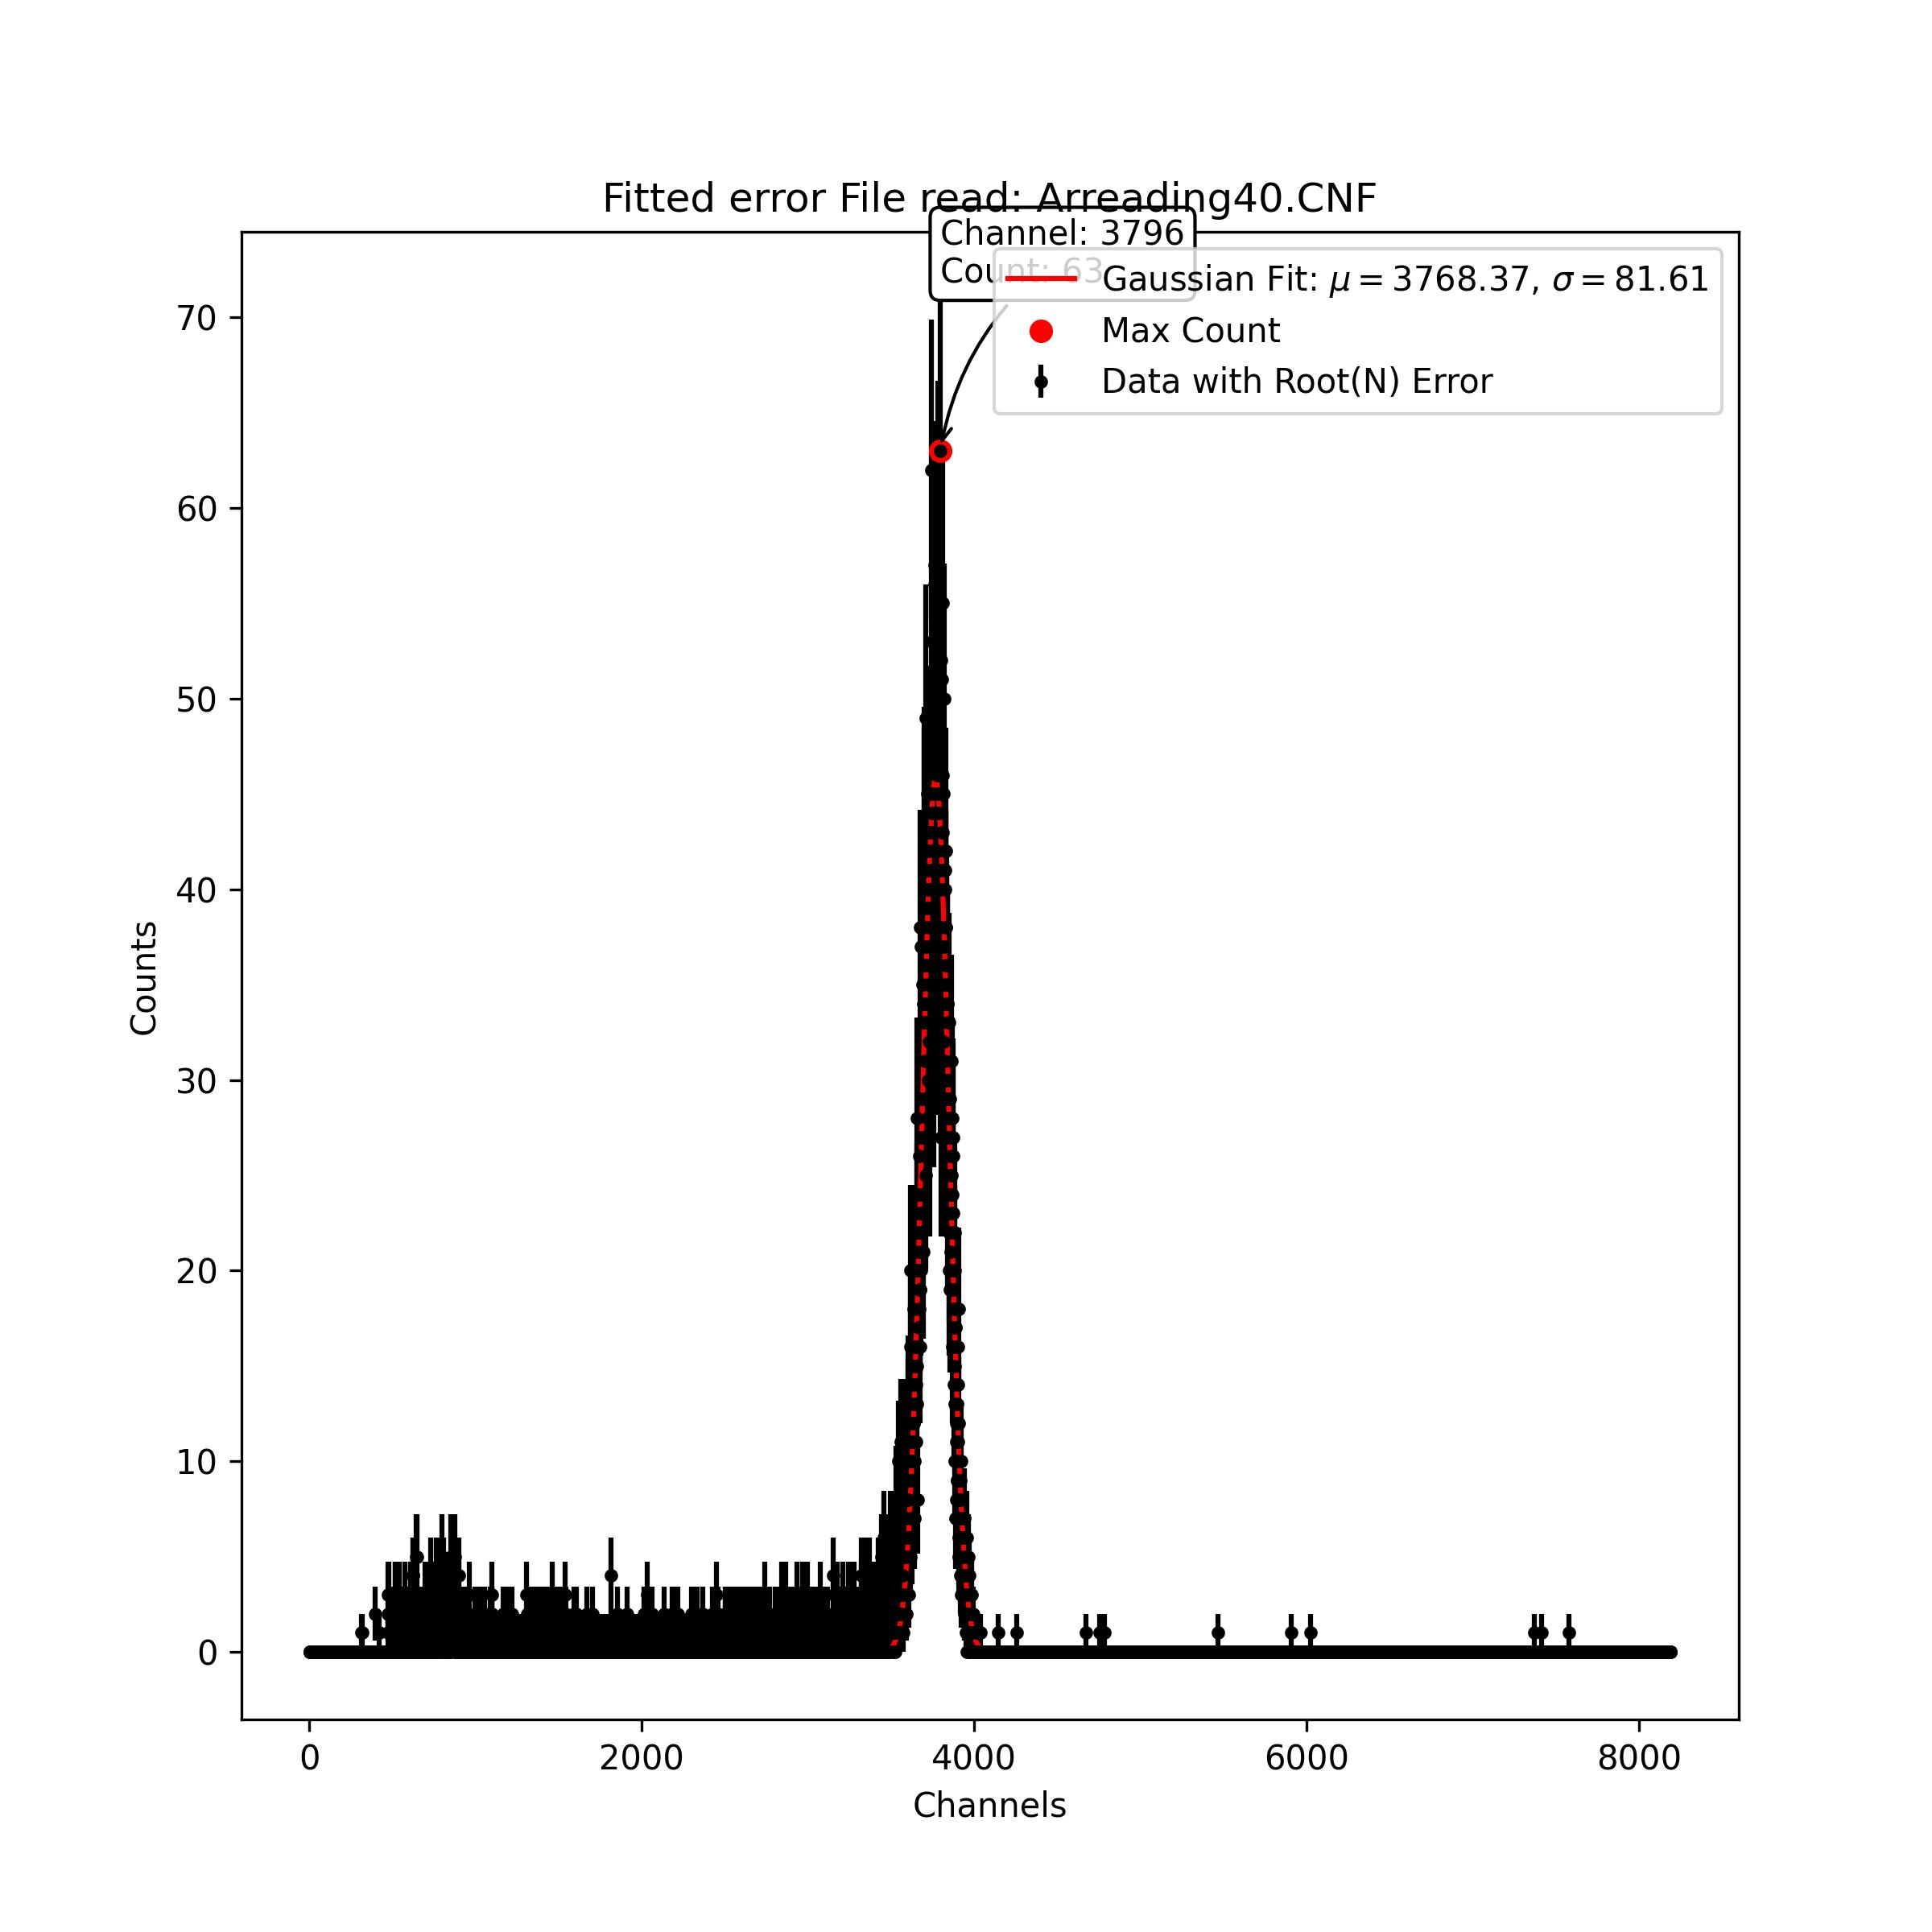 Fitted error File read: Arreading40.CNF
Channel: 3796
Count: 63
Gaussian Fit: μ = 3768.37, σ = 81.61
Max Count
Data with Root(N) Error
70
60
50
40
30
20
10
0
Counts
0 2000 4000 6000 8000
Channels